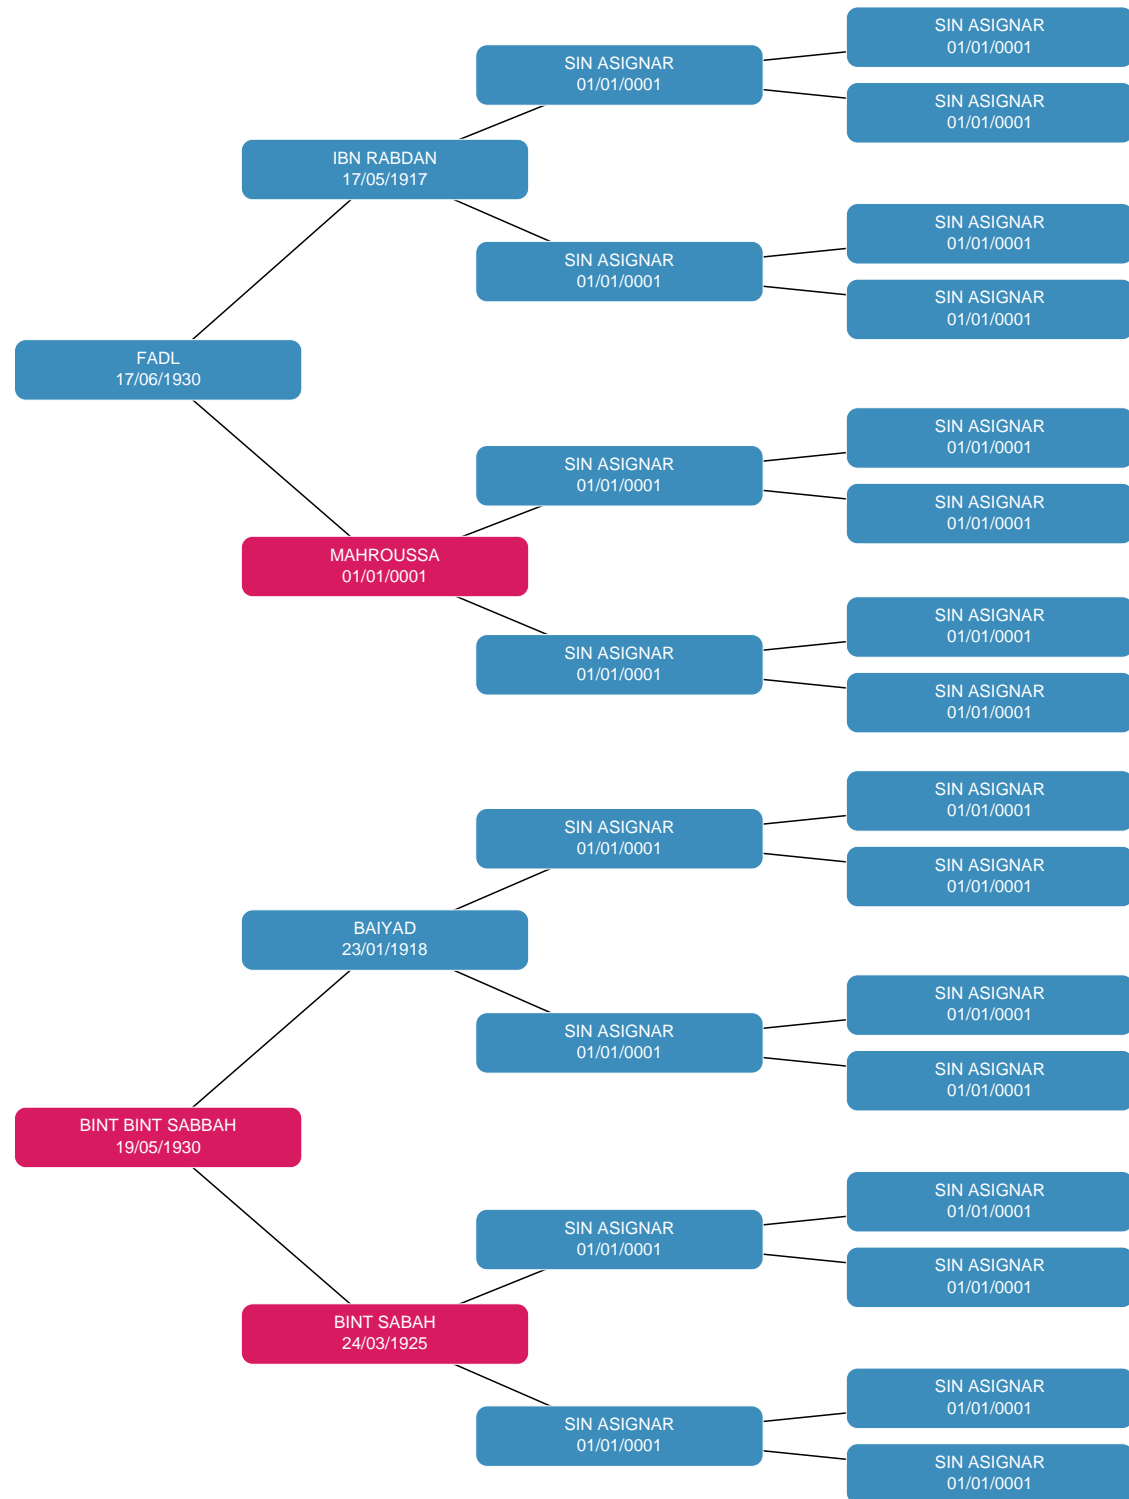 SIN ASIGNAR
01/01/0001
SIN ASIGNAR
01/01/0001
SIN ASIGNAR
01/01/0001
IBN RABDAN
17/05/1917
SIN ASIGNAR
01/01/0001
SIN ASIGNAR
01/01/0001
SIN ASIGNAR
01/01/0001
FADL
17/06/1930
SIN ASIGNAR
01/01/0001
SIN ASIGNAR
01/01/0001
SIN ASIGNAR
01/01/0001
MAHROUSSA
01/01/0001
SIN ASIGNAR
01/01/0001
SIN ASIGNAR
01/01/0001
SIN ASIGNAR
01/01/0001
SIN ASIGNAR
01/01/0001
SIN ASIGNAR
01/01/0001
SIN ASIGNAR
01/01/0001
BAIYAD
23/01/1918
SIN ASIGNAR
01/01/0001
SIN ASIGNAR
01/01/0001
SIN ASIGNAR
01/01/0001
BINT BINT SABBAH
19/05/1930
SIN ASIGNAR
01/01/0001
SIN ASIGNAR
01/01/0001
SIN ASIGNAR
01/01/0001
BINT SABAH
24/03/1925
SIN ASIGNAR
01/01/0001
SIN ASIGNAR
01/01/0001
SIN ASIGNAR
01/01/0001